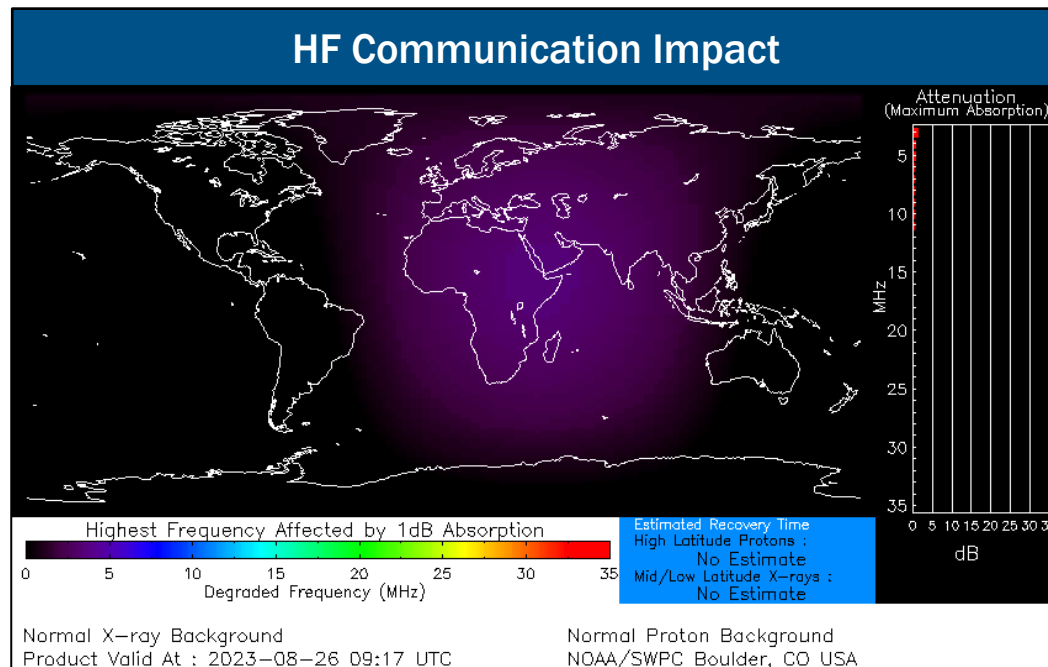 HF Communication Impact
Attenuation
(Maximum Absorption)
5
10
15
20
25
30
35
MHz
0 5 10 15 20 25 30 3
dB
Highest Frequency Affected by 1dB Absorption
0 5 10 15 20 25 30 35
Degraded Frequency (MHz)
Estimated Recovery Time
High Latitude Protons :
No Estimate
Mid/Low Latitude X-rays :
No Estimate
Normal X-ray Background
Product Valid At : 2023-08-26 09:17 UTC
Normal Proton Background
NOAA/SWPC Boulder, CO USA